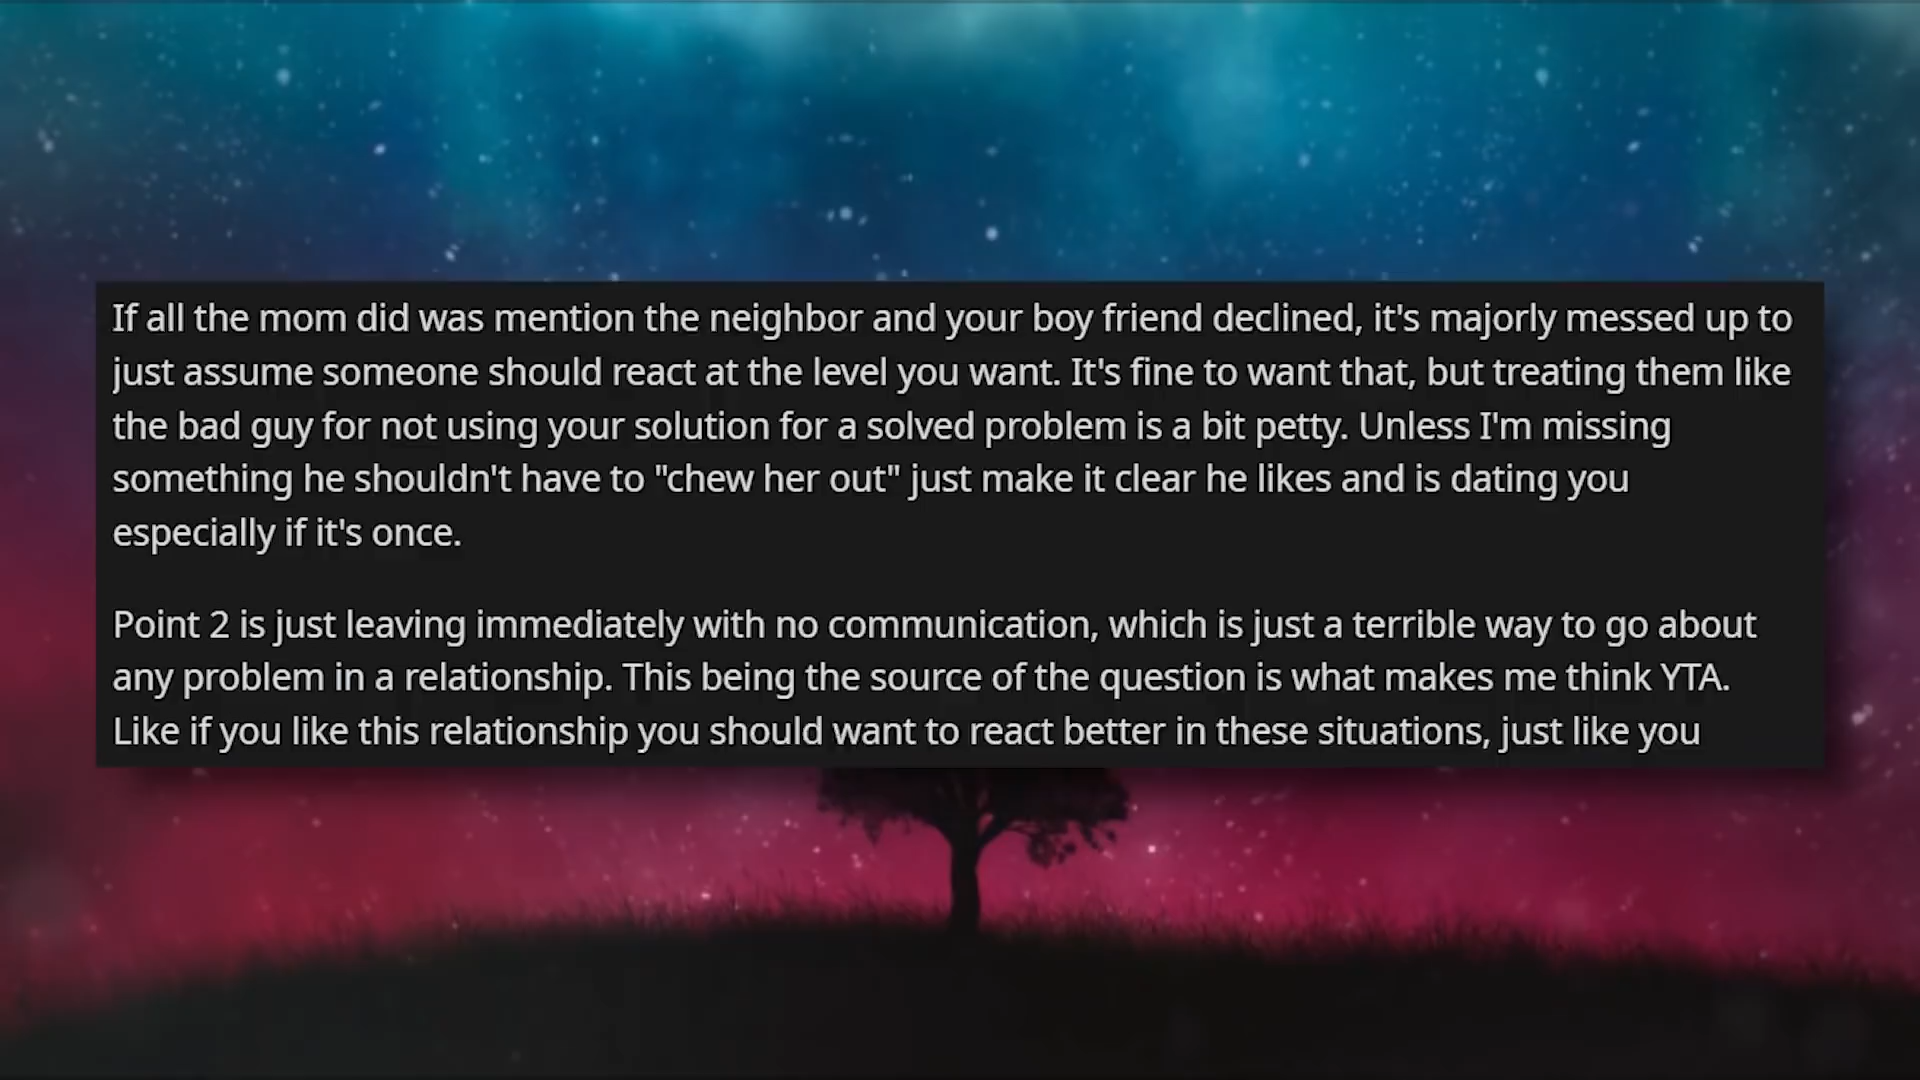 If all the mom did was mention the neighbor and your boy friend declined, it's majorly messed up to
just assume someone should react at the level you want. It's fine to want that, but treating them like
the bad guy for not using your solution for a solved problem is a bit petty. Unless I'm missing
something he shouldn't have to "chew her out" just make it clear he likes and is dating you
especially if it's once.
Point 2 is just leaving immediately with no communication, which is just a terrible way to go about
any problem in a relationship. This being the source of the question is what makes me think YTA.
Like if you like this relationship you should want to react better in these situations, just like you